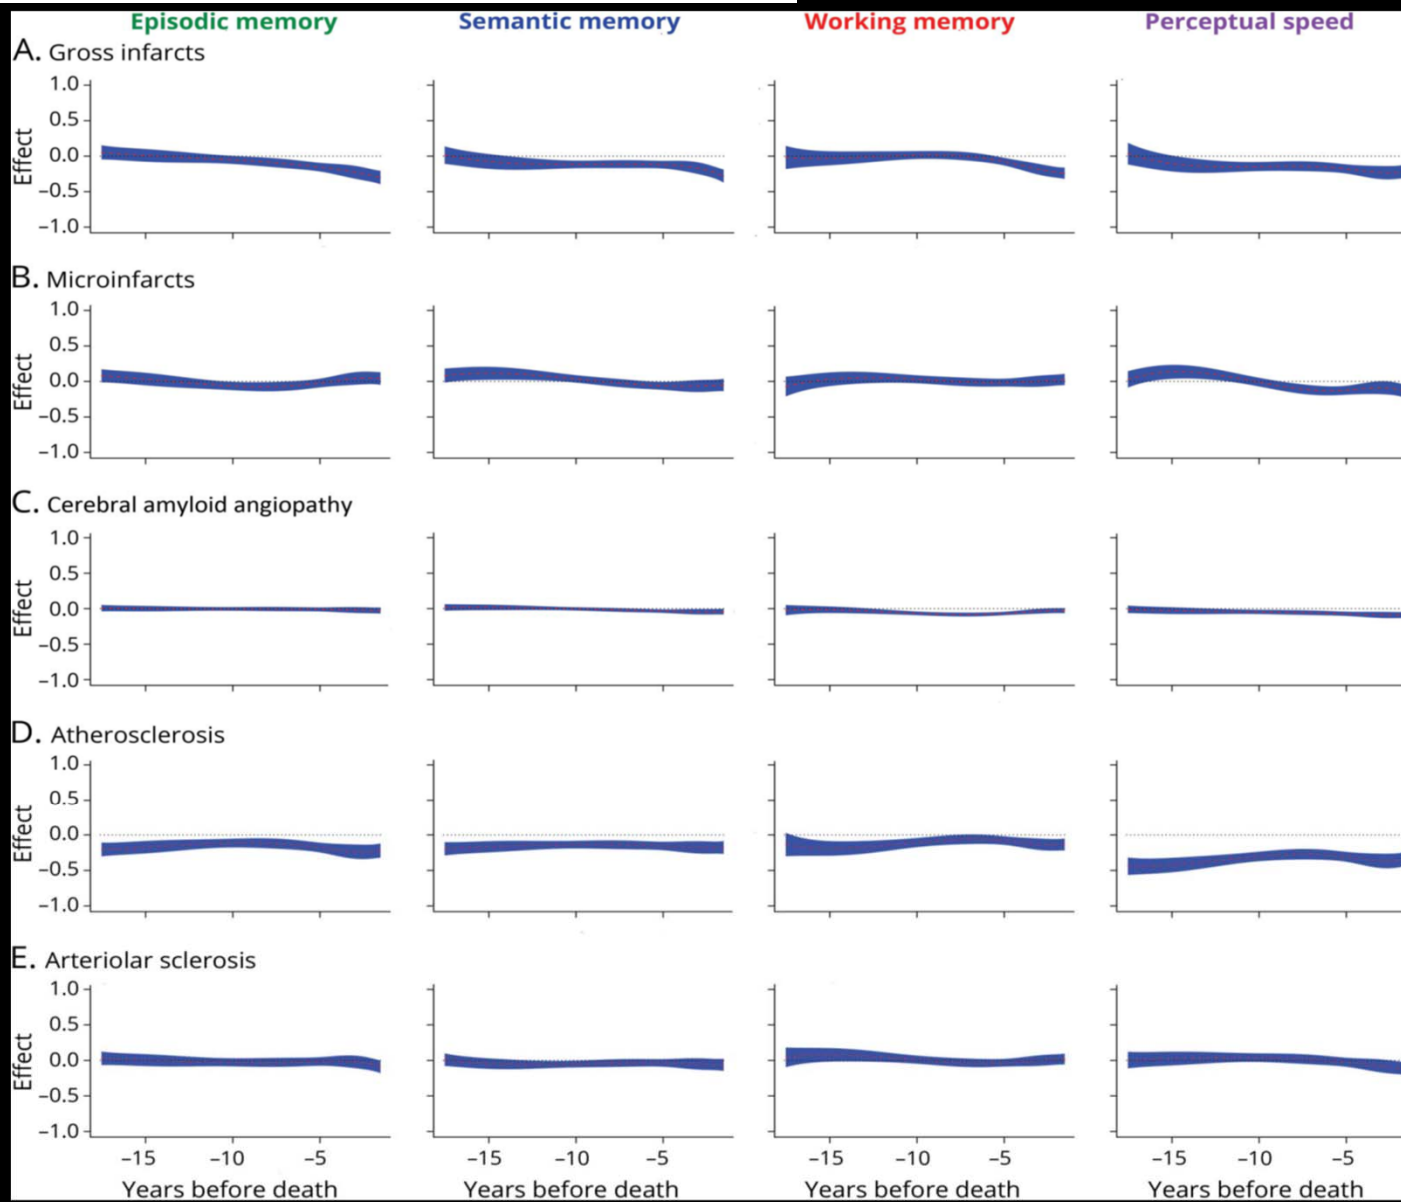 Episodic memory Semantic memory Working memory Perceptual speed
A. Gross infarcts
1.0
0.5
0.0
–0.5
–1.0
Effect
B. Microinfarcts
1.0
0.5
0.0
–0.5
–1.0
Effect
C. Cerebral amyloid angiopathy
1.0
0.5
0.0
–0.5
–1.0
Effect
D. Atherosclerosis
1.0
0.5
0.0
–0.5
–1.0
Effect
E. Arteriolar sclerosis
1.0
0.5
0.0
–0.5
–1.0
Effect
–15 –10 –5 –15 –10 –5 –15 –10 –5 –15 –10 –5
Years before death Years before death Years before death Years before death